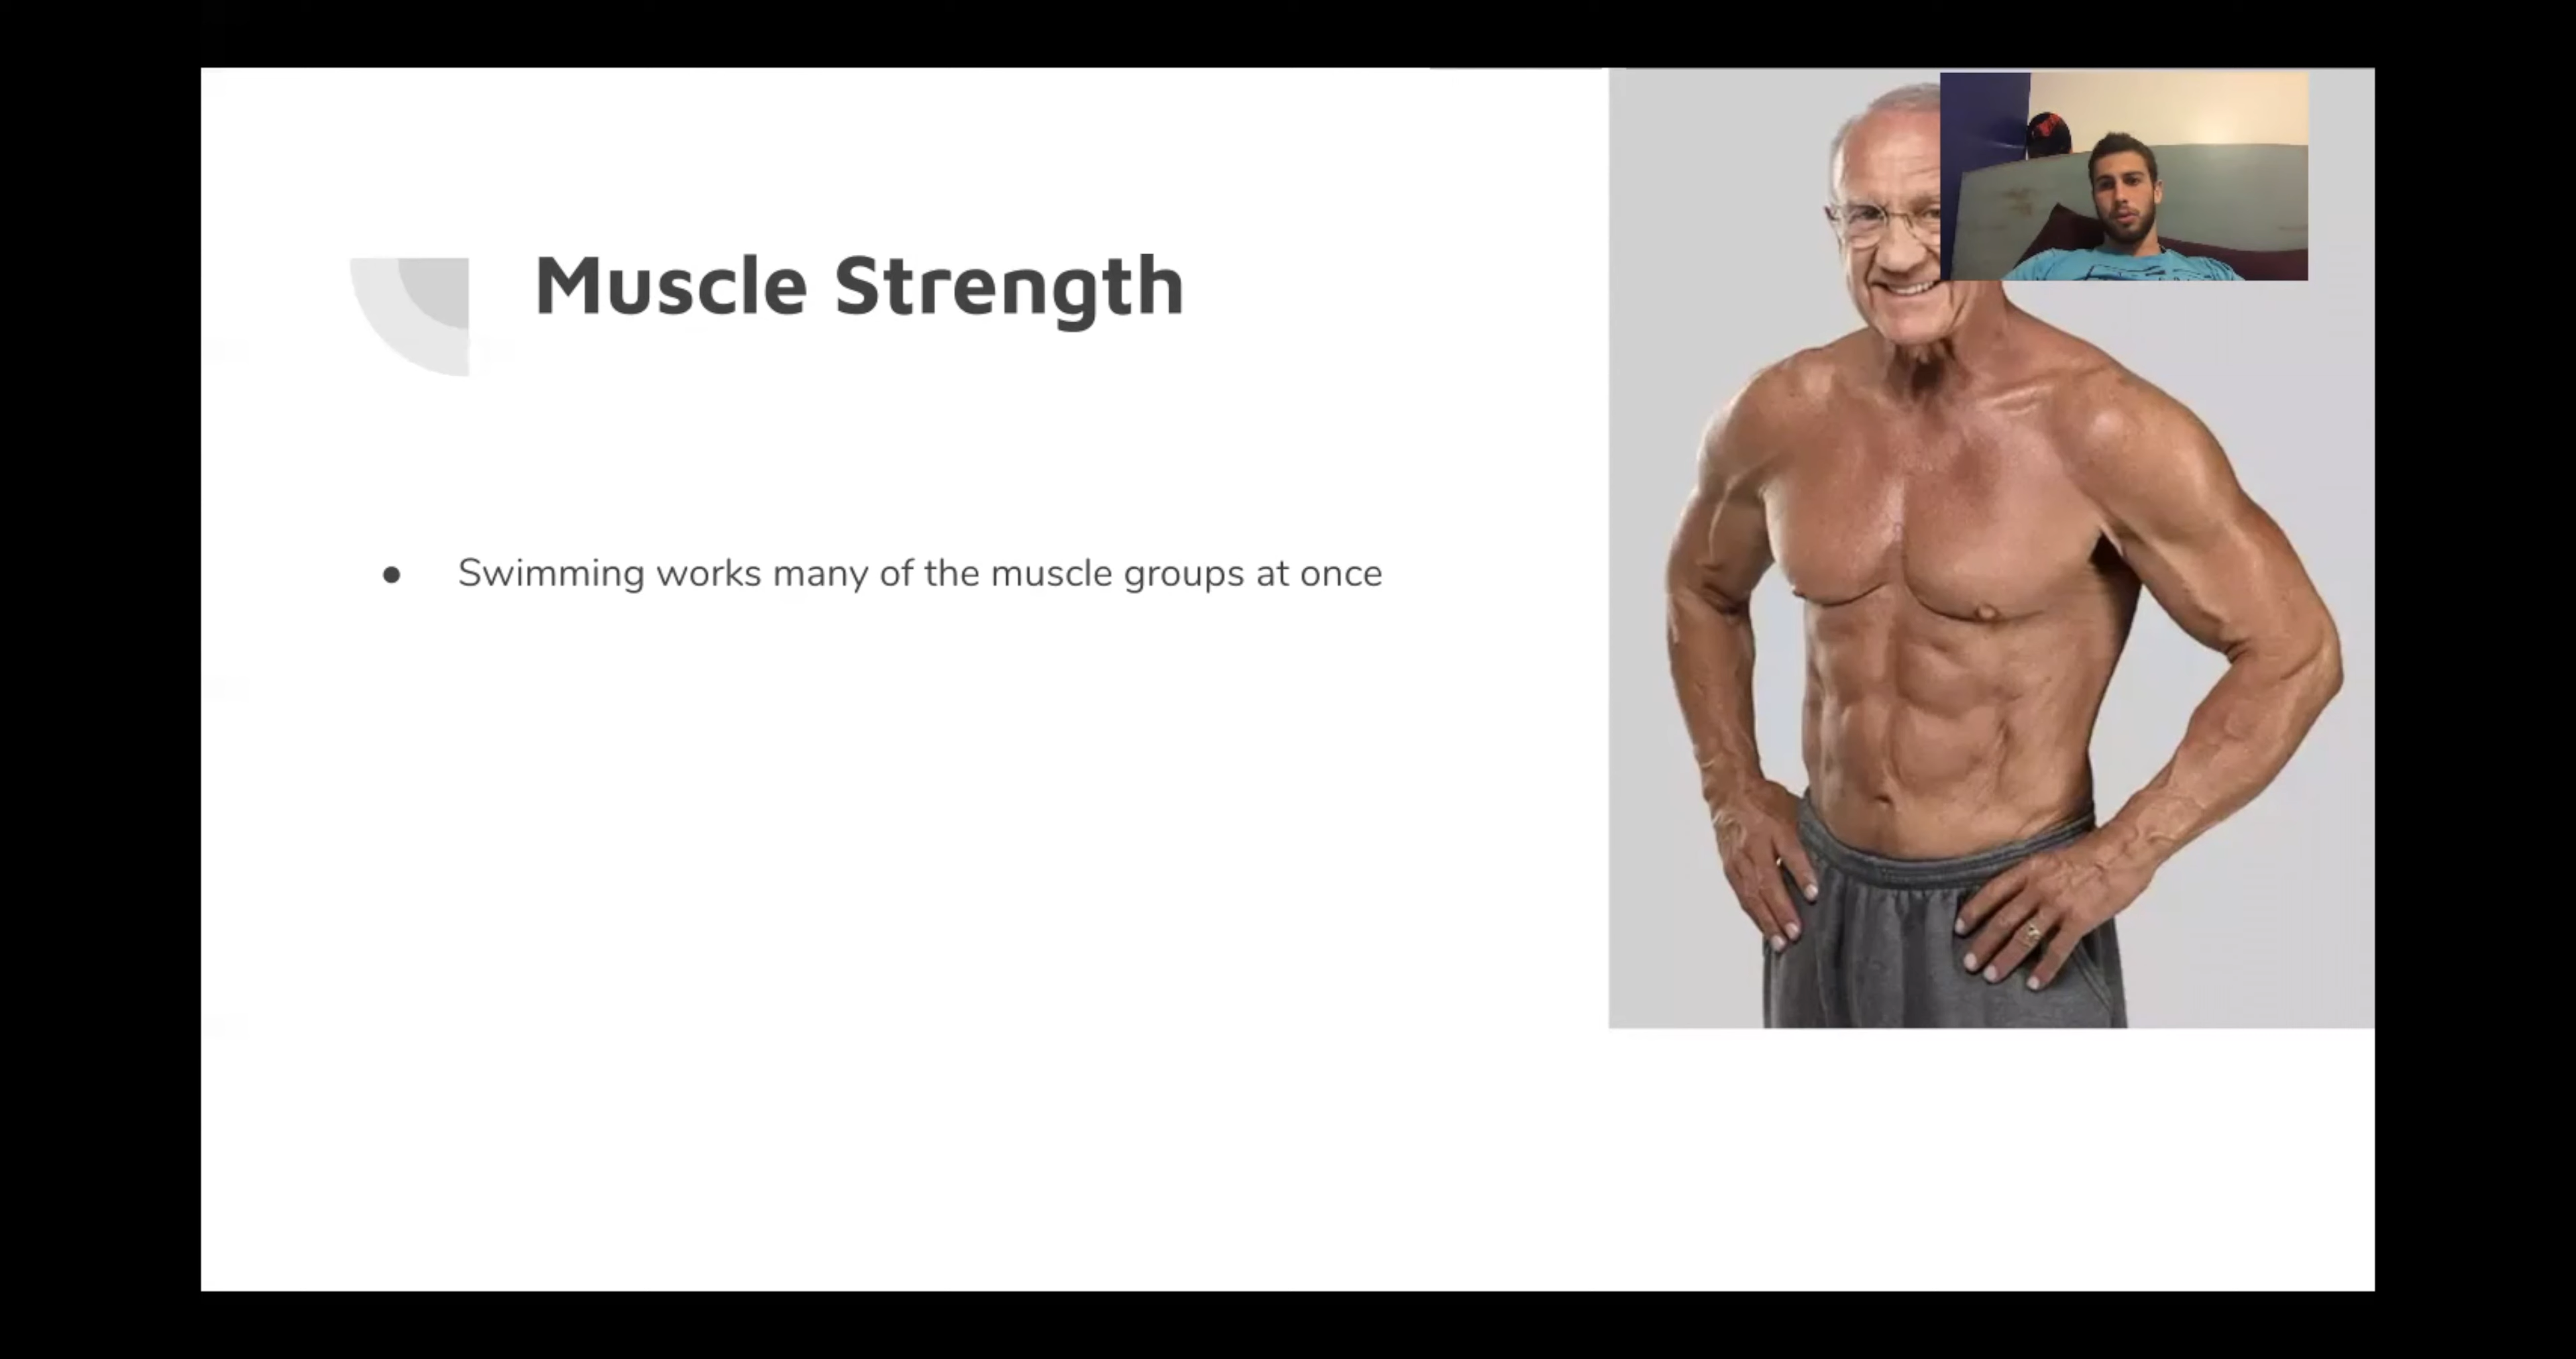 Muscle Strength
● Swimming works many of the muscle groups at once